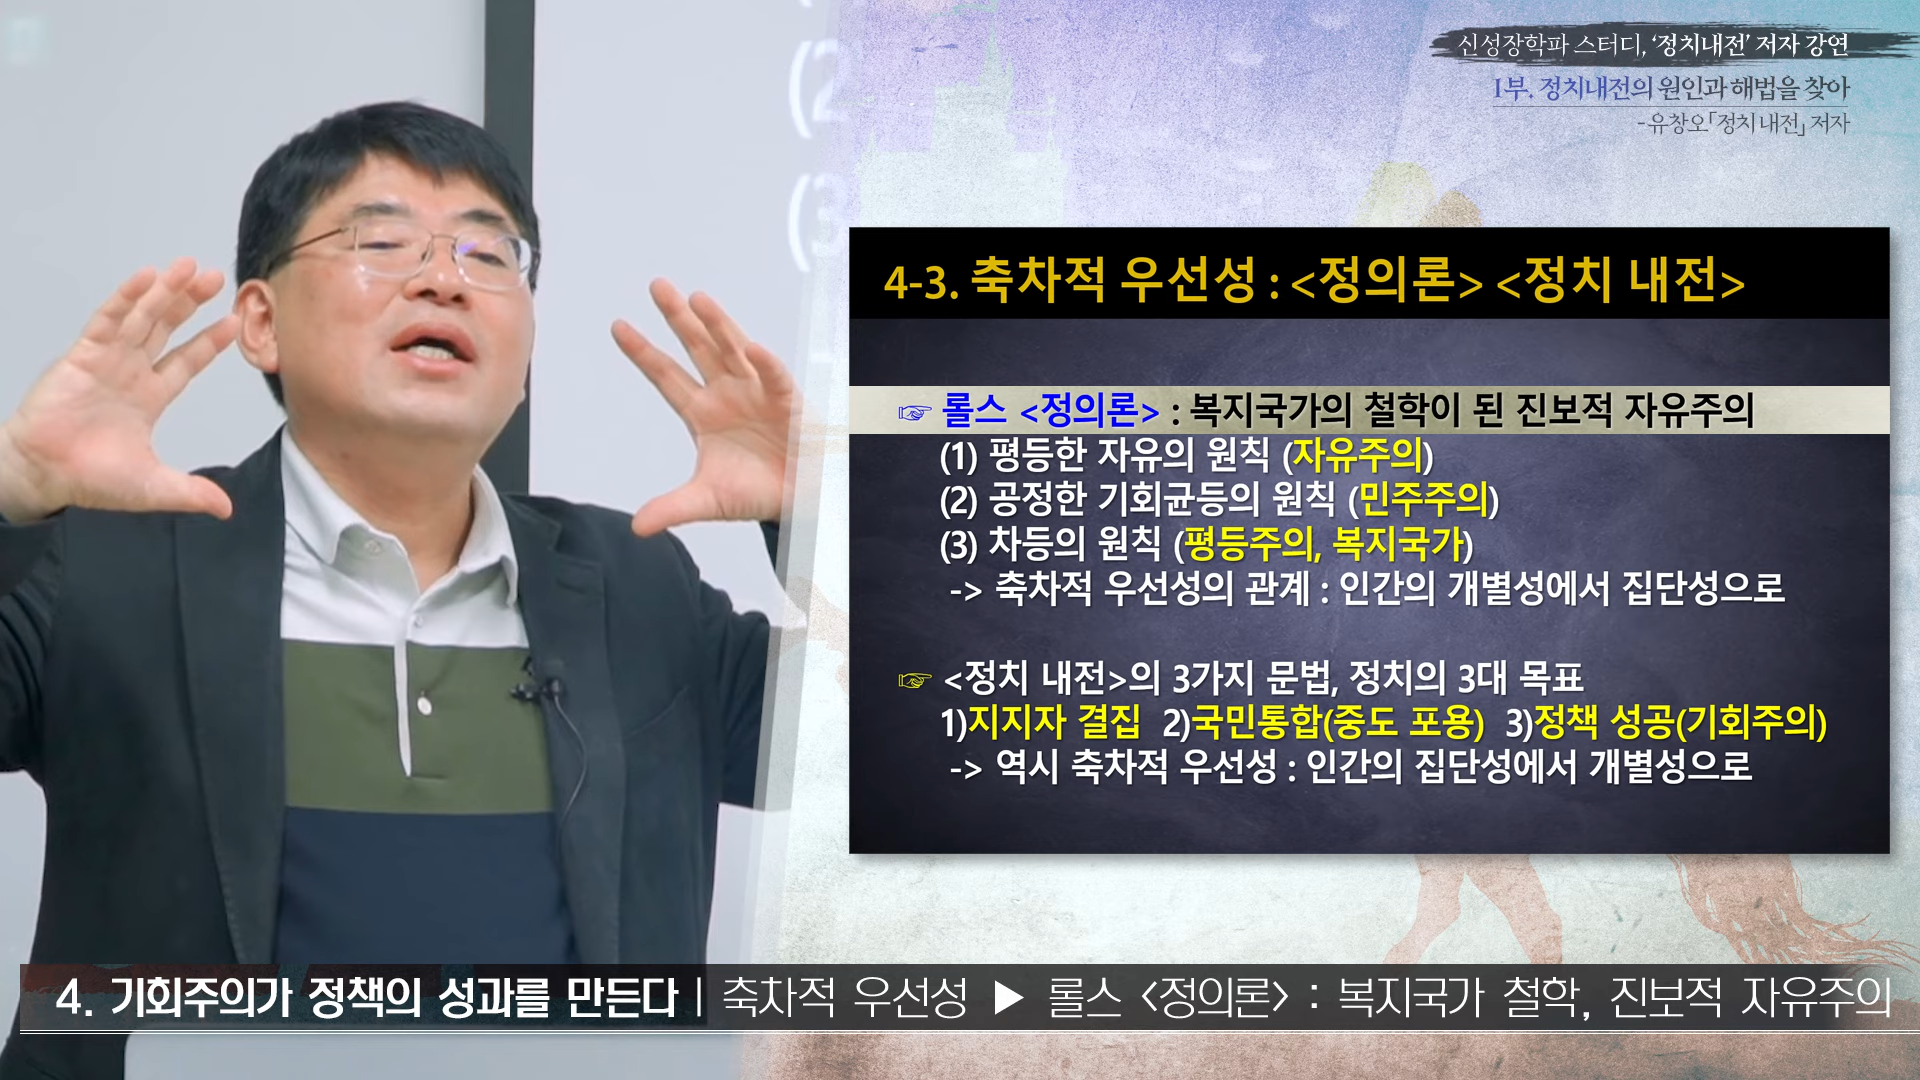 신성장학파 스터디, ‘정치내전’ 저자 강연
1부. 정치내전의 원인과 해법을 찾아
-유창오「정치 내전」 저자
(2
(3
4-3. 축차적 우선성 : <정의론> <정치 내전>
☞ 롤스 <정의론> : 복지국가의 철학이 된 진보적 자유주의
(1) 평등한 자유의 원칙 (자유주의)
(2) 공정한 기회균등의 원칙 (민주주의)
(3) 차등의 원칙 (평등주의, 복지국가)
-> 축차적 우선성의 관계 : 인간의 개별성에서 집단성으로
☞ <정치 내전>의 3가지 문법, 정치의 3대 목표
1)지지자 결집 2)국민통합(중도 포용) 3)정책 성공(기회주의)
-> 역시 축차적 우선성 : 인간의 집단성에서 개별성으로
4. 기회주의가 정책의 성과를 만든다 | 축차적 우선성 ▶ 롤스 <정의론> : 복지국가 철학, 진보적 자유주의